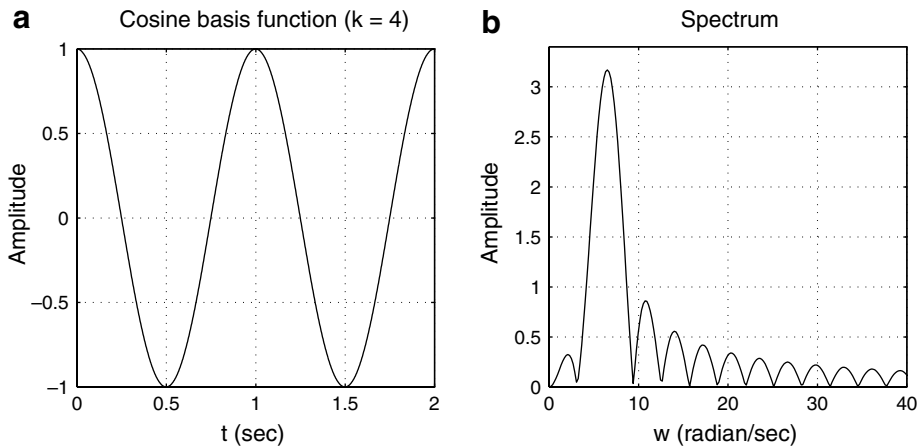 a
Cosine basis function (k = 4)
1
0.5
0
−0.5
−1
Amplitude
0
0.5
1
1.5
2
t (sec)
b
Spectrum
3
2.5
2
1.5
1
0.5
0
Amplitude
0
10
20
30
40
w (radian/sec)